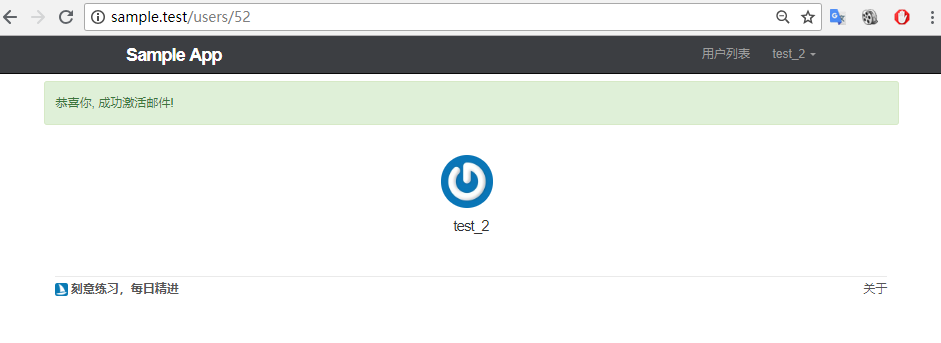 sample.test/users/52
Sample App
用户列表
test_2
恭喜你, 成功激活邮件!
test_2
刻意练习，每日精进
关于